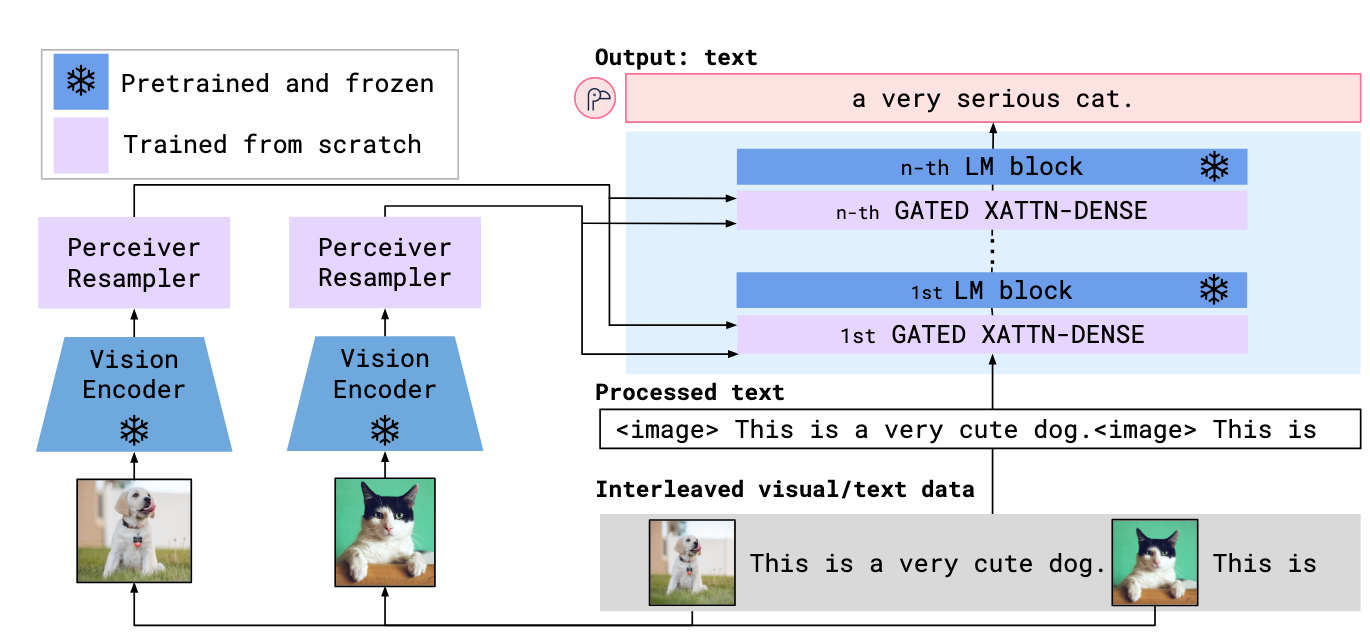 Pretrained and frozen
Trained from scratch
Perceiver
Resampler
Perceiver
Resampler
Vision
Encoder
Vision
Encoder
Output: text
a very serious cat.
n-th LM block
n-th GATED XATTN-DENSE
1st LM block
1st GATED XATTN-DENSE
Processed text
<image> This is a very cute dog.<image> This is
Interleaved visual/text data
This is a very cute dog.
This is